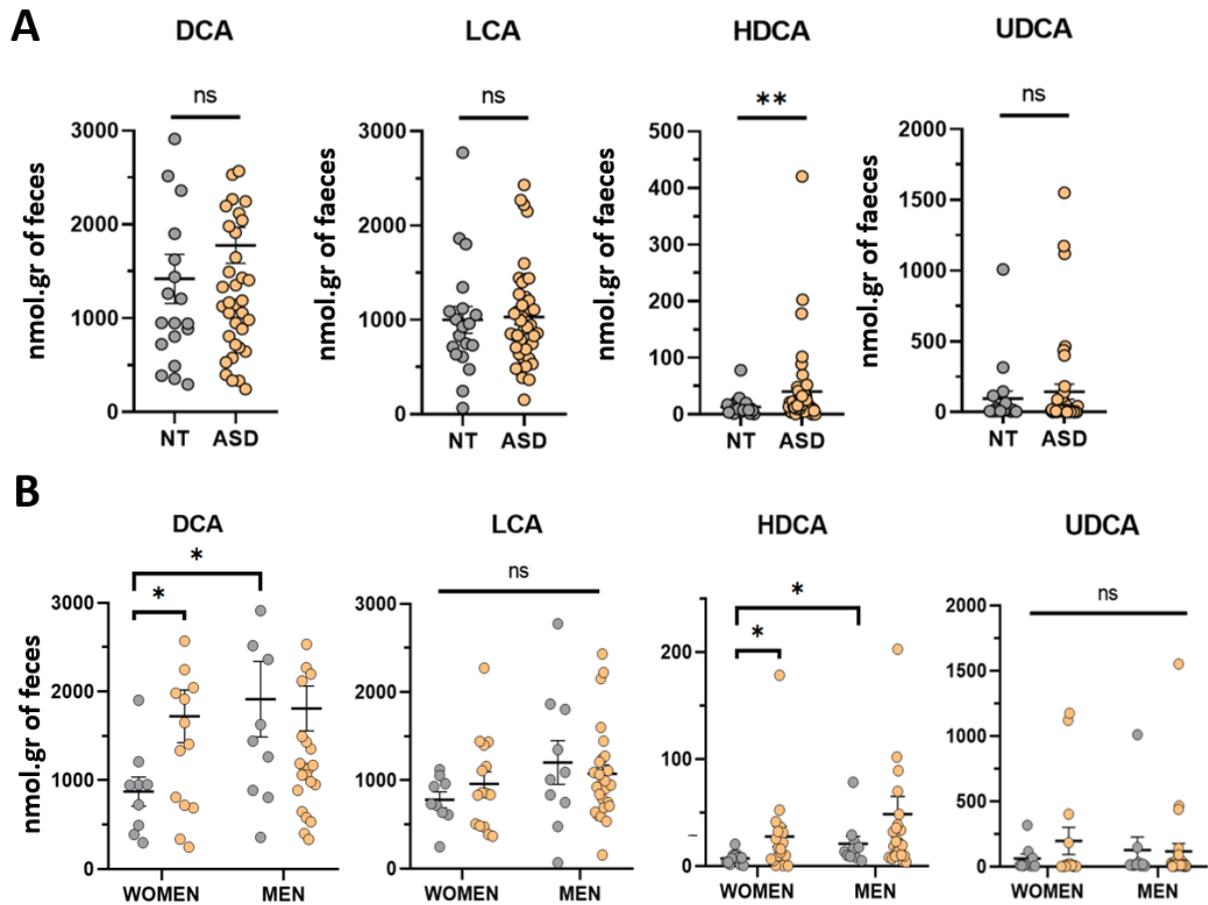 A
DCA LCA HDCA UDCA
ns ns ** ns
nmol.gr of feces
3000
2000
1000
0
NT ASD
nmol.gr of faeces
3000
2000
1000
0
NT ASD
nmol.gr of faeces
500
400
300
200
100
0
NT ASD
nmol.gr of faeces
2000
1500
1000
500
0
NT ASD
B
DCA LCA HDCA UDCA
nmol.gr of feces
*
*
3000
2000
1000
0
WOMEN MEN
ns
3000
2000
1000
0
WOMEN MEN
*
*
200
100
0
WOMEN MEN
ns
2000
1500
1000
500
0
WOMEN MEN